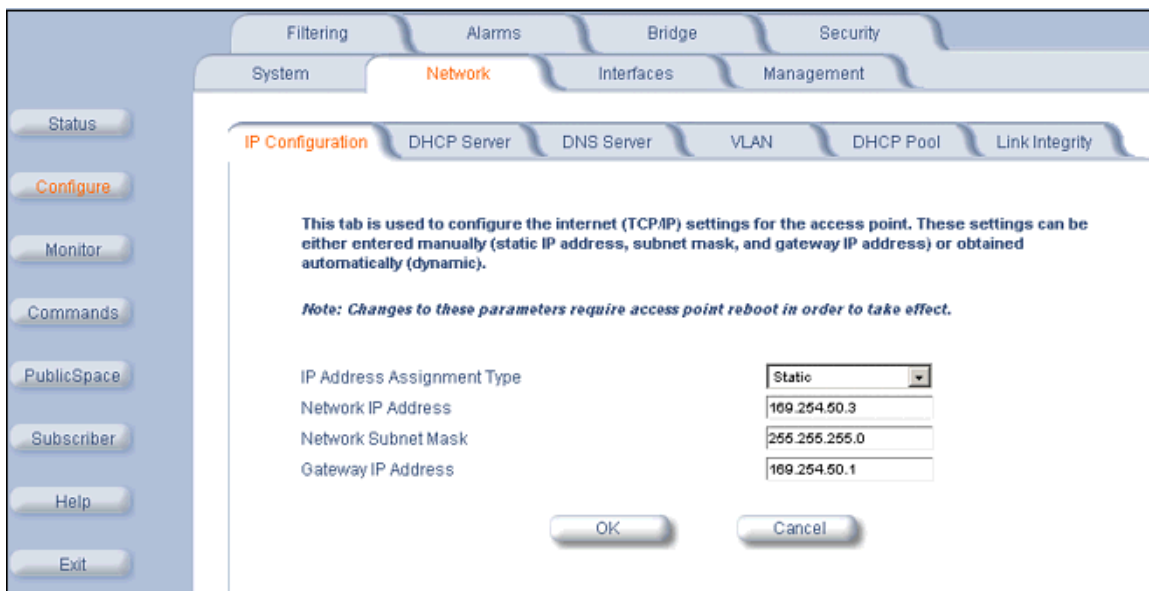 Filtering Alarms Bridge Security
System Network Interfaces Management
IP Configuration DHCP Server DNS Server VLAN DHCP Pool Link Integrity
Status
Configure
Monitor
Commands
PublicSpace
Subscriber
Help
Exit
This tab is used to configure the internet (TCP/IP) settings for the access point. These settings can be
either entered manually (static IP address, subnet mask, and gateway IP address) or obtained
automatically (dynamic).
Note: Changes to these parameters require access point reboot in order to take effect.
IP Address Assignment Type Static
Network IP Address 169.254.50.3
Network Subnet Mask 255.255.255.0
Gateway IP Address 169.254.50.1
OK Cancel